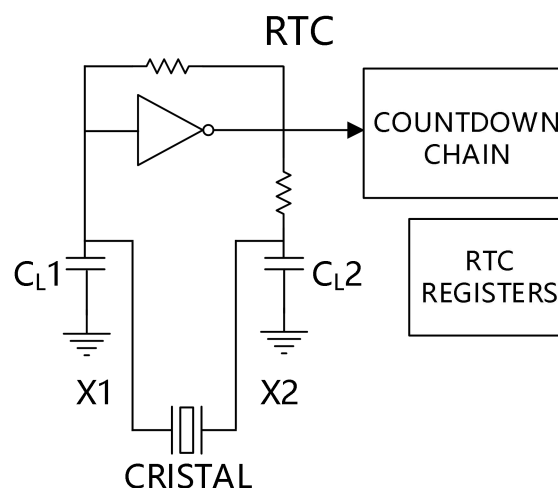 RTC
COUNTDOWN
CHAIN
RTC
REGISTERS
CL1
CL2
X1
X2
CRISTAL